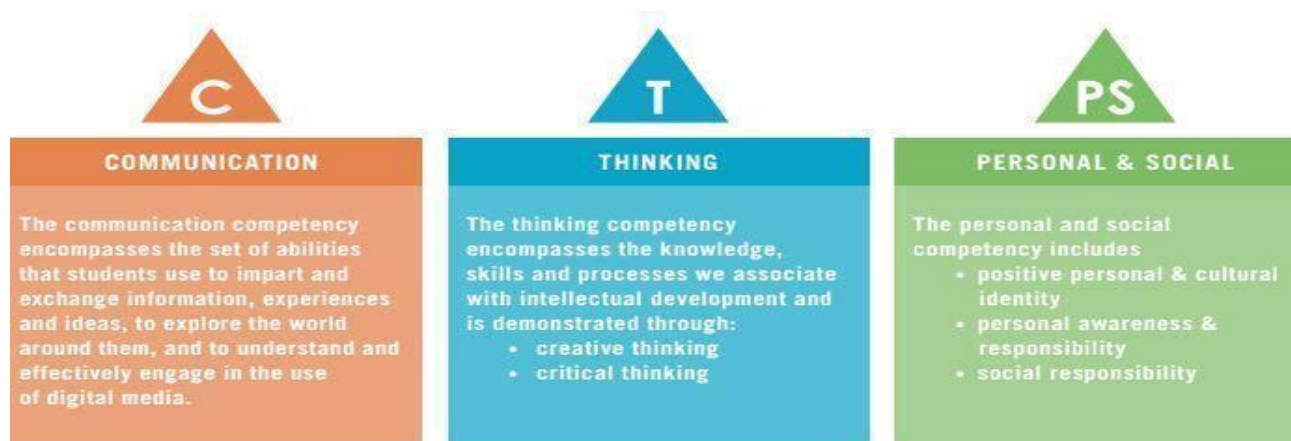 C
COMMUNICATION
The communication competency
encompasses the set of abilities
that students use to impart and
exchange information, experiences
and ideas, to explore the world
around them, and to understand and
effectively engage in the use
of digital media.
T
THINKING
The thinking competency
encompasses the knowledge,
skills and processes we associate
with intellectual development and
is demonstrated through:
• creative thinking
• critical thinking
PS
PERSONAL & SOCIAL
The personal and social
competency includes
• positive personal & cultural
identity
• personal awareness &
responsibility
• social responsibility